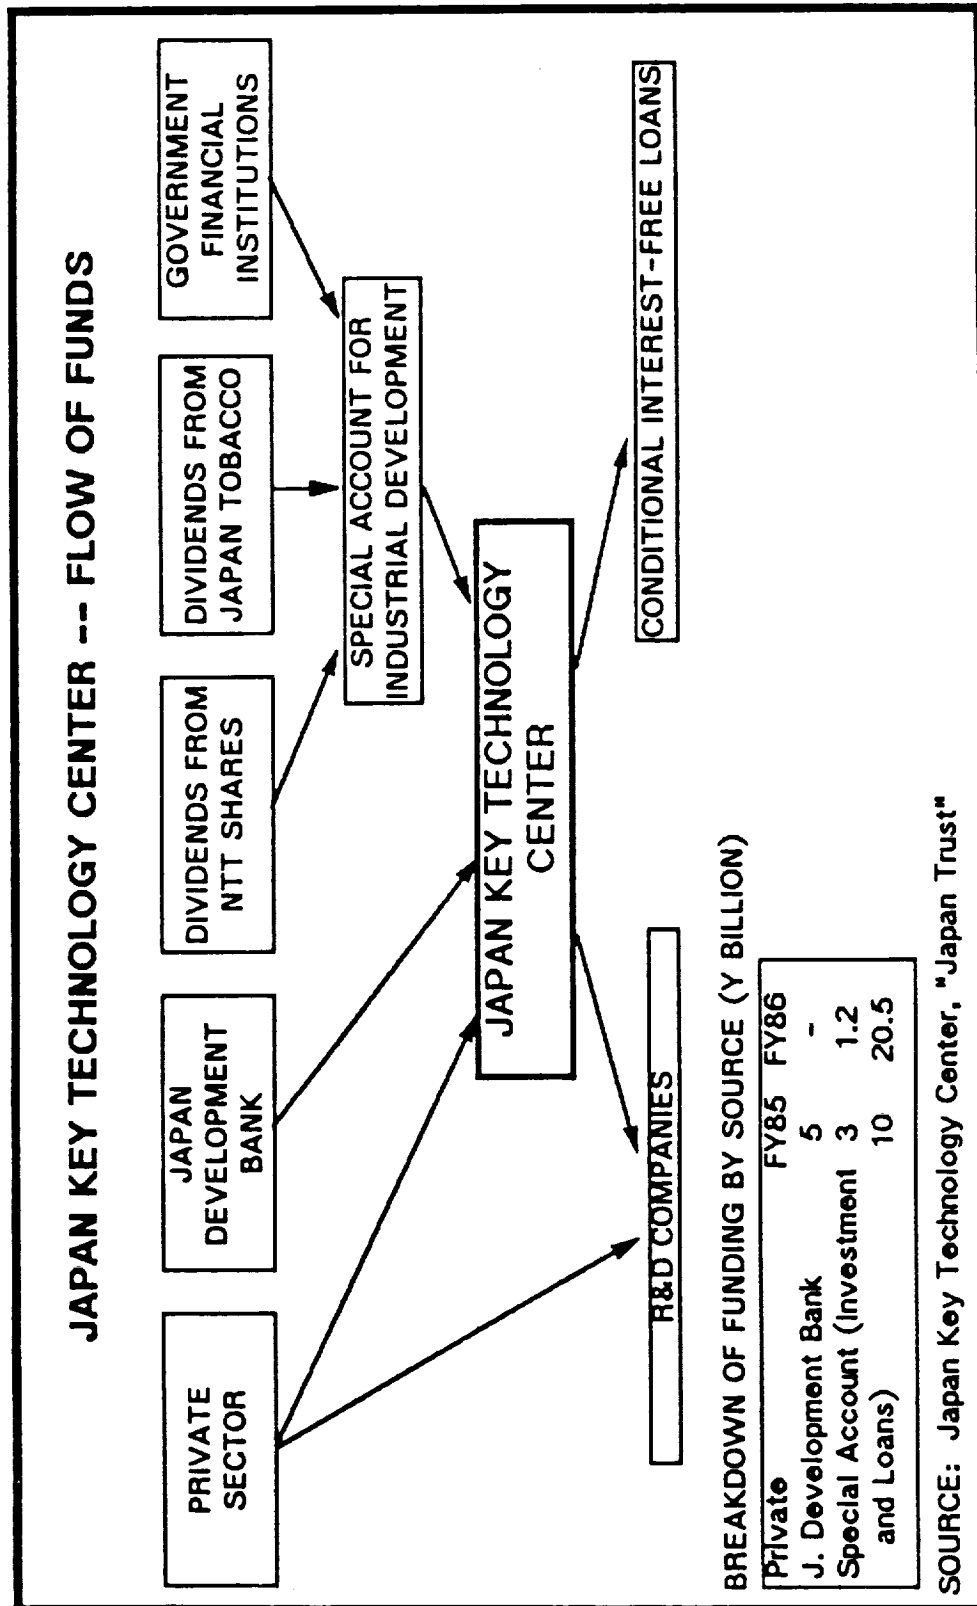 JAPAN KEY TECHNOLOGY CENTER -- FLOW OF FUNDS
PRIVATE
SECTOR
JAPAN
DEVELOPMENT
BANK
DIVIDENDS FROM
NTT SHARES
DIVIDENDS FROM
JAPAN TOBACCO
GOVERNMENT
FINANCIAL
INSTITUTIONS
SPECIAL ACCOUNT FOR
INDUSTRIAL DEVELOPMENT
JAPAN KEY TECHNOLOGY
CENTER
R&D COMPANIES
CONDITIONAL INTEREST-FREE LOANS
BREAKDOWN OF FUNDING BY SOURCE (Y BILLION)
Private FY85 FY86
J. Development Bank 5 -
Special Account (Investment 3 1.2
and Loans) 10 20.5
SOURCE: Japan Key Technology Center, "Japan Trust"